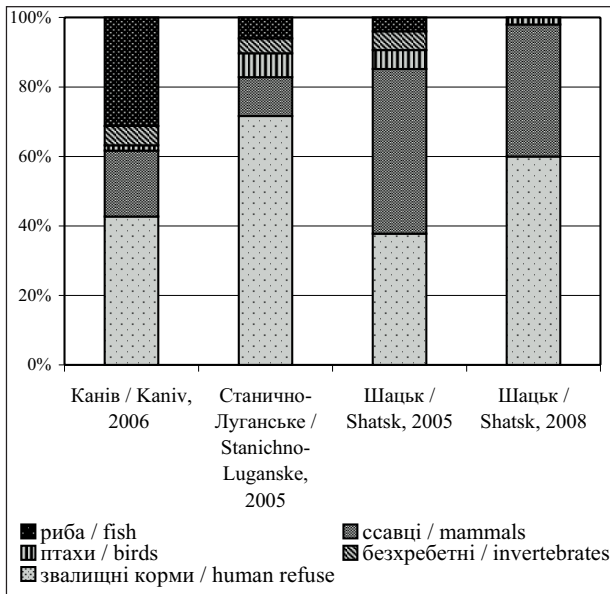 100%
80%
60%
40%
20%
0%
Канів / Kaniv,
2006
Станично-
Луганське /
Stanichno-
Luganske,
2005
Шацьк /
Shatsk, 2005
Шацьк /
Shatsk, 2008
риба / fish
ссавці / mammals
птахи / birds
безхребетні / invertebrates
звалищні корми / human refuse